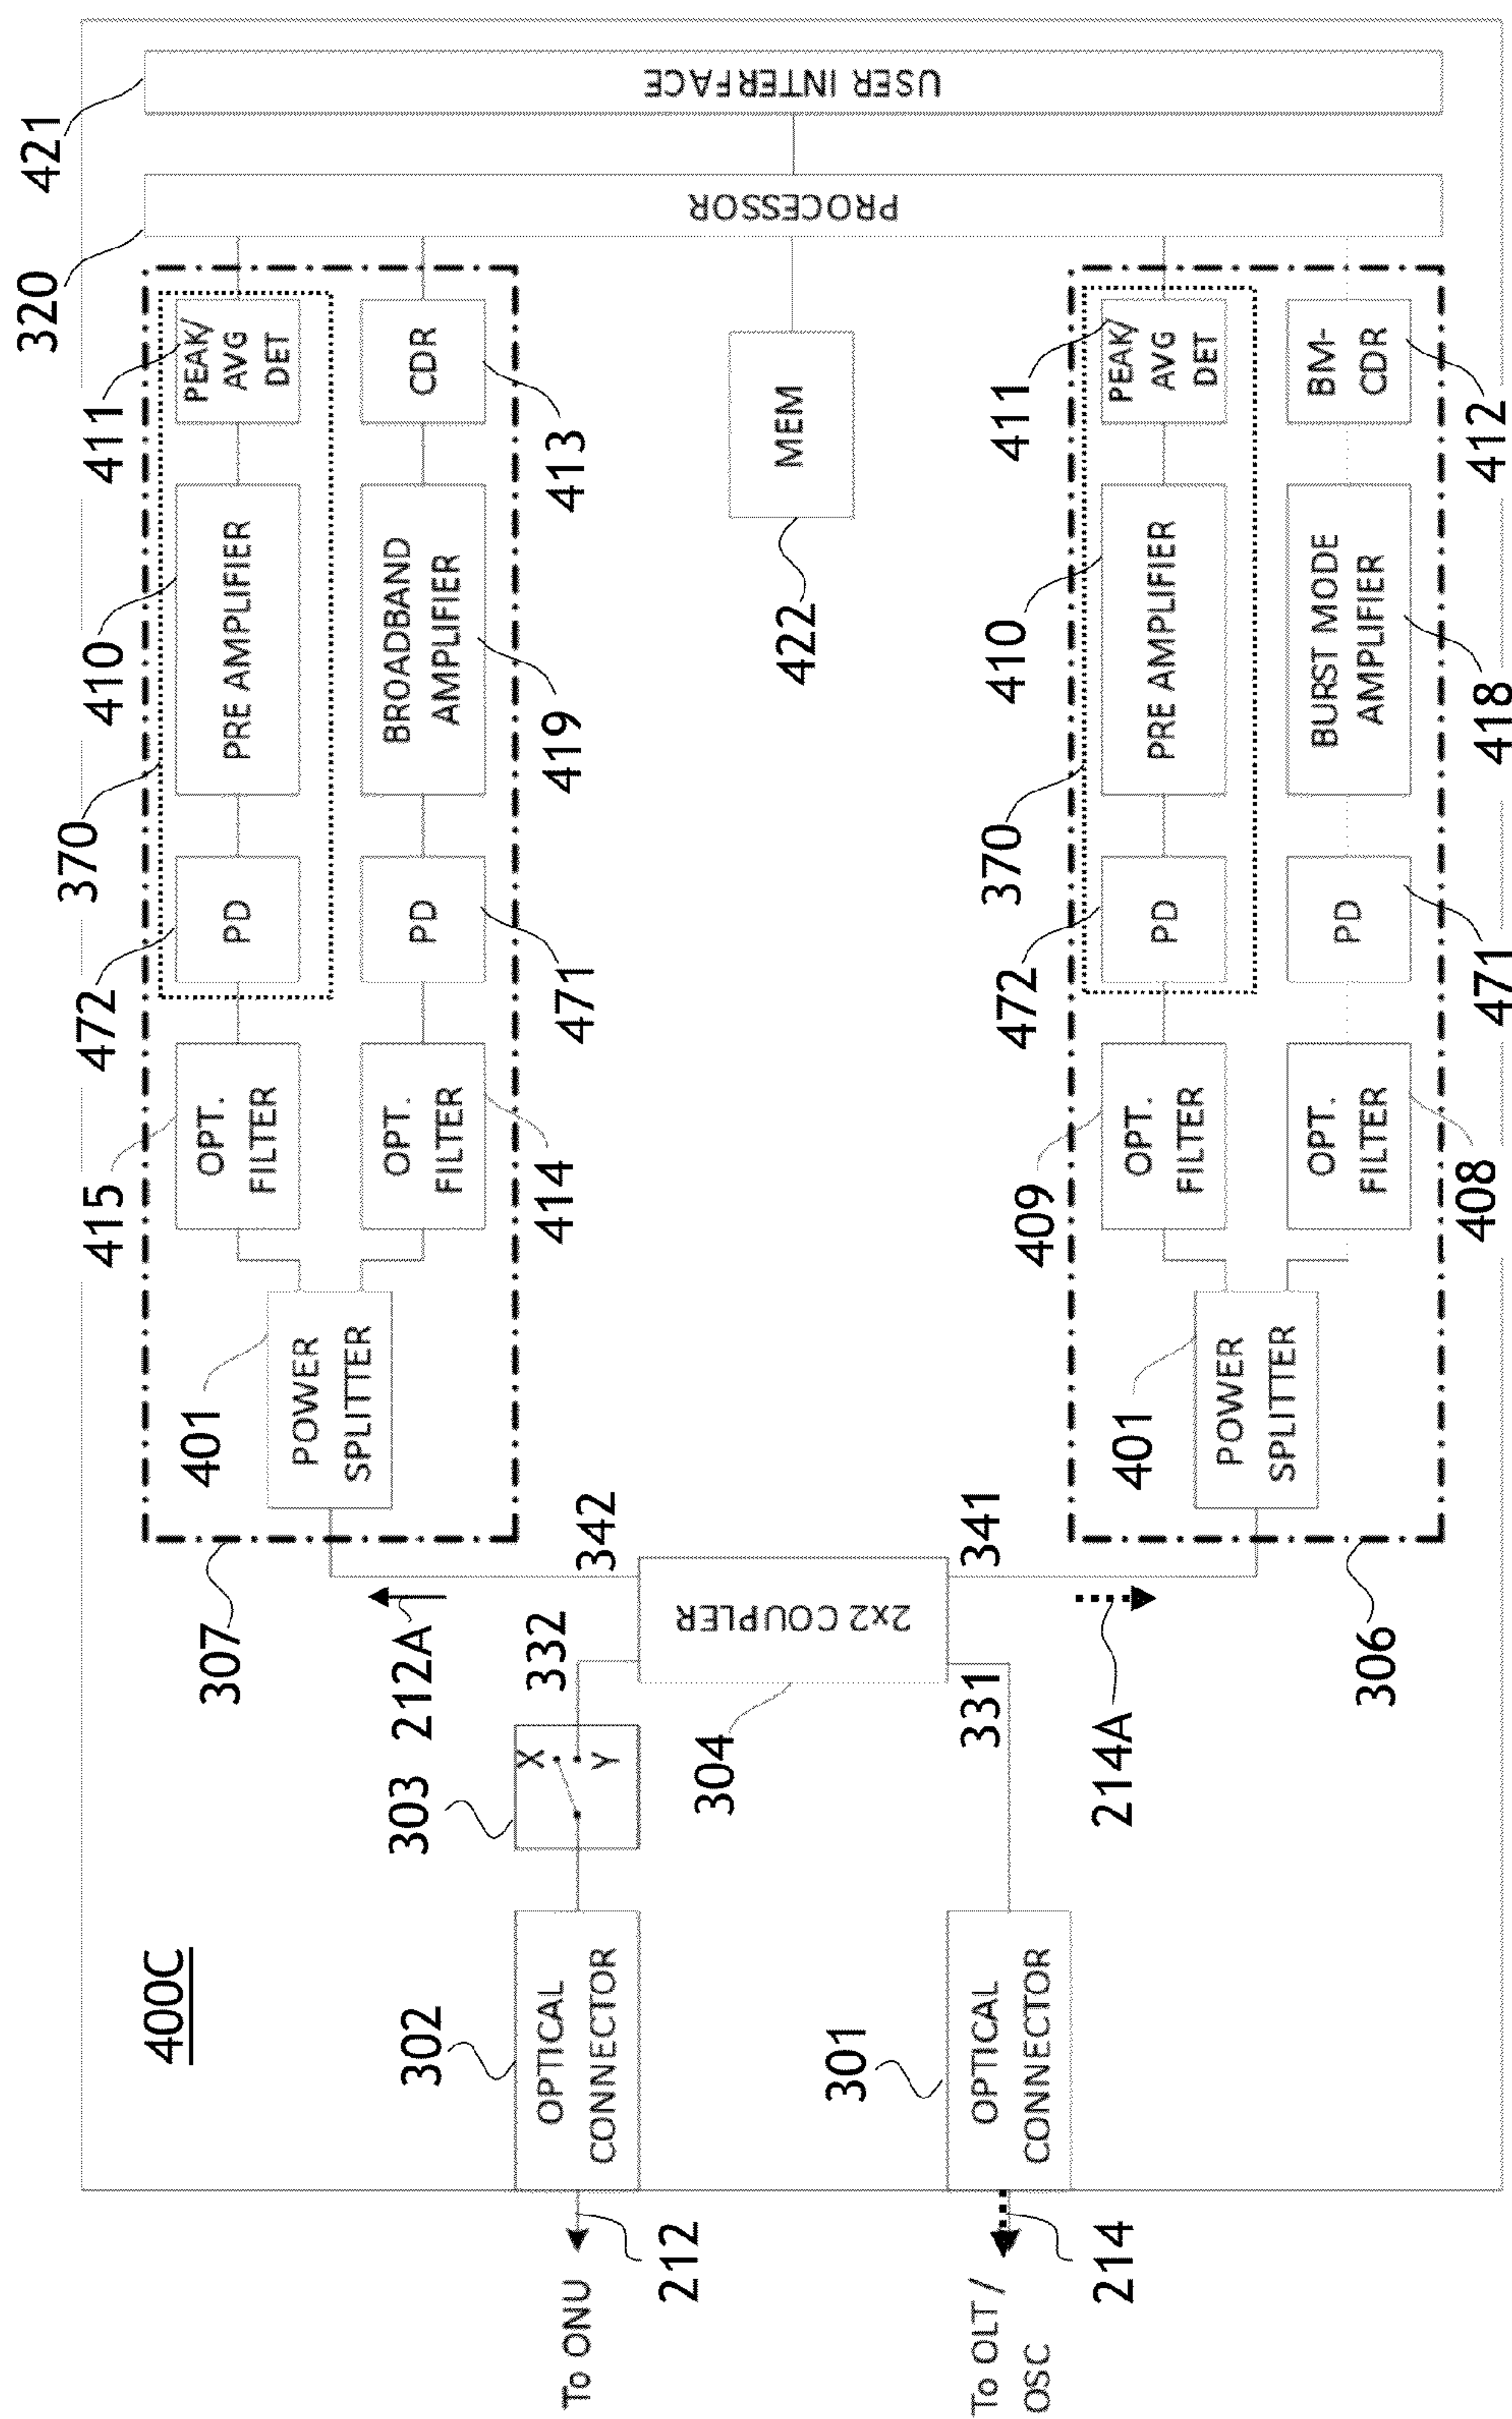 400C
421
USER INTERFACE
320
PROCESSOR
307
370
415
472
410
411
OPT.
FILTER
PD
PRE AMPLIFIER
PEAK/
AVG
DET
401
POWER
SPLITTER
OPT.
FILTER
PD
BROADBAND
AMPLIFIER
CDR
414
471
419
413
212A
342
332
303
X
Y
302
OPTICAL
CONNECTOR
To ONU
212
2x2 COUPLER
304
MEM
422
331
341
301
OPTICAL
CONNECTOR
To OLT /
OSC
214
214A
306
370
409
472
410
411
OPT.
FILTER
PD
PRE AMPLIFIER
PEAK/
AVG
DET
401
POWER
SPLITTER
OPT.
FILTER
PD
BURST MODE
AMPLIFIER
BM-
CDR
408
471
418
412